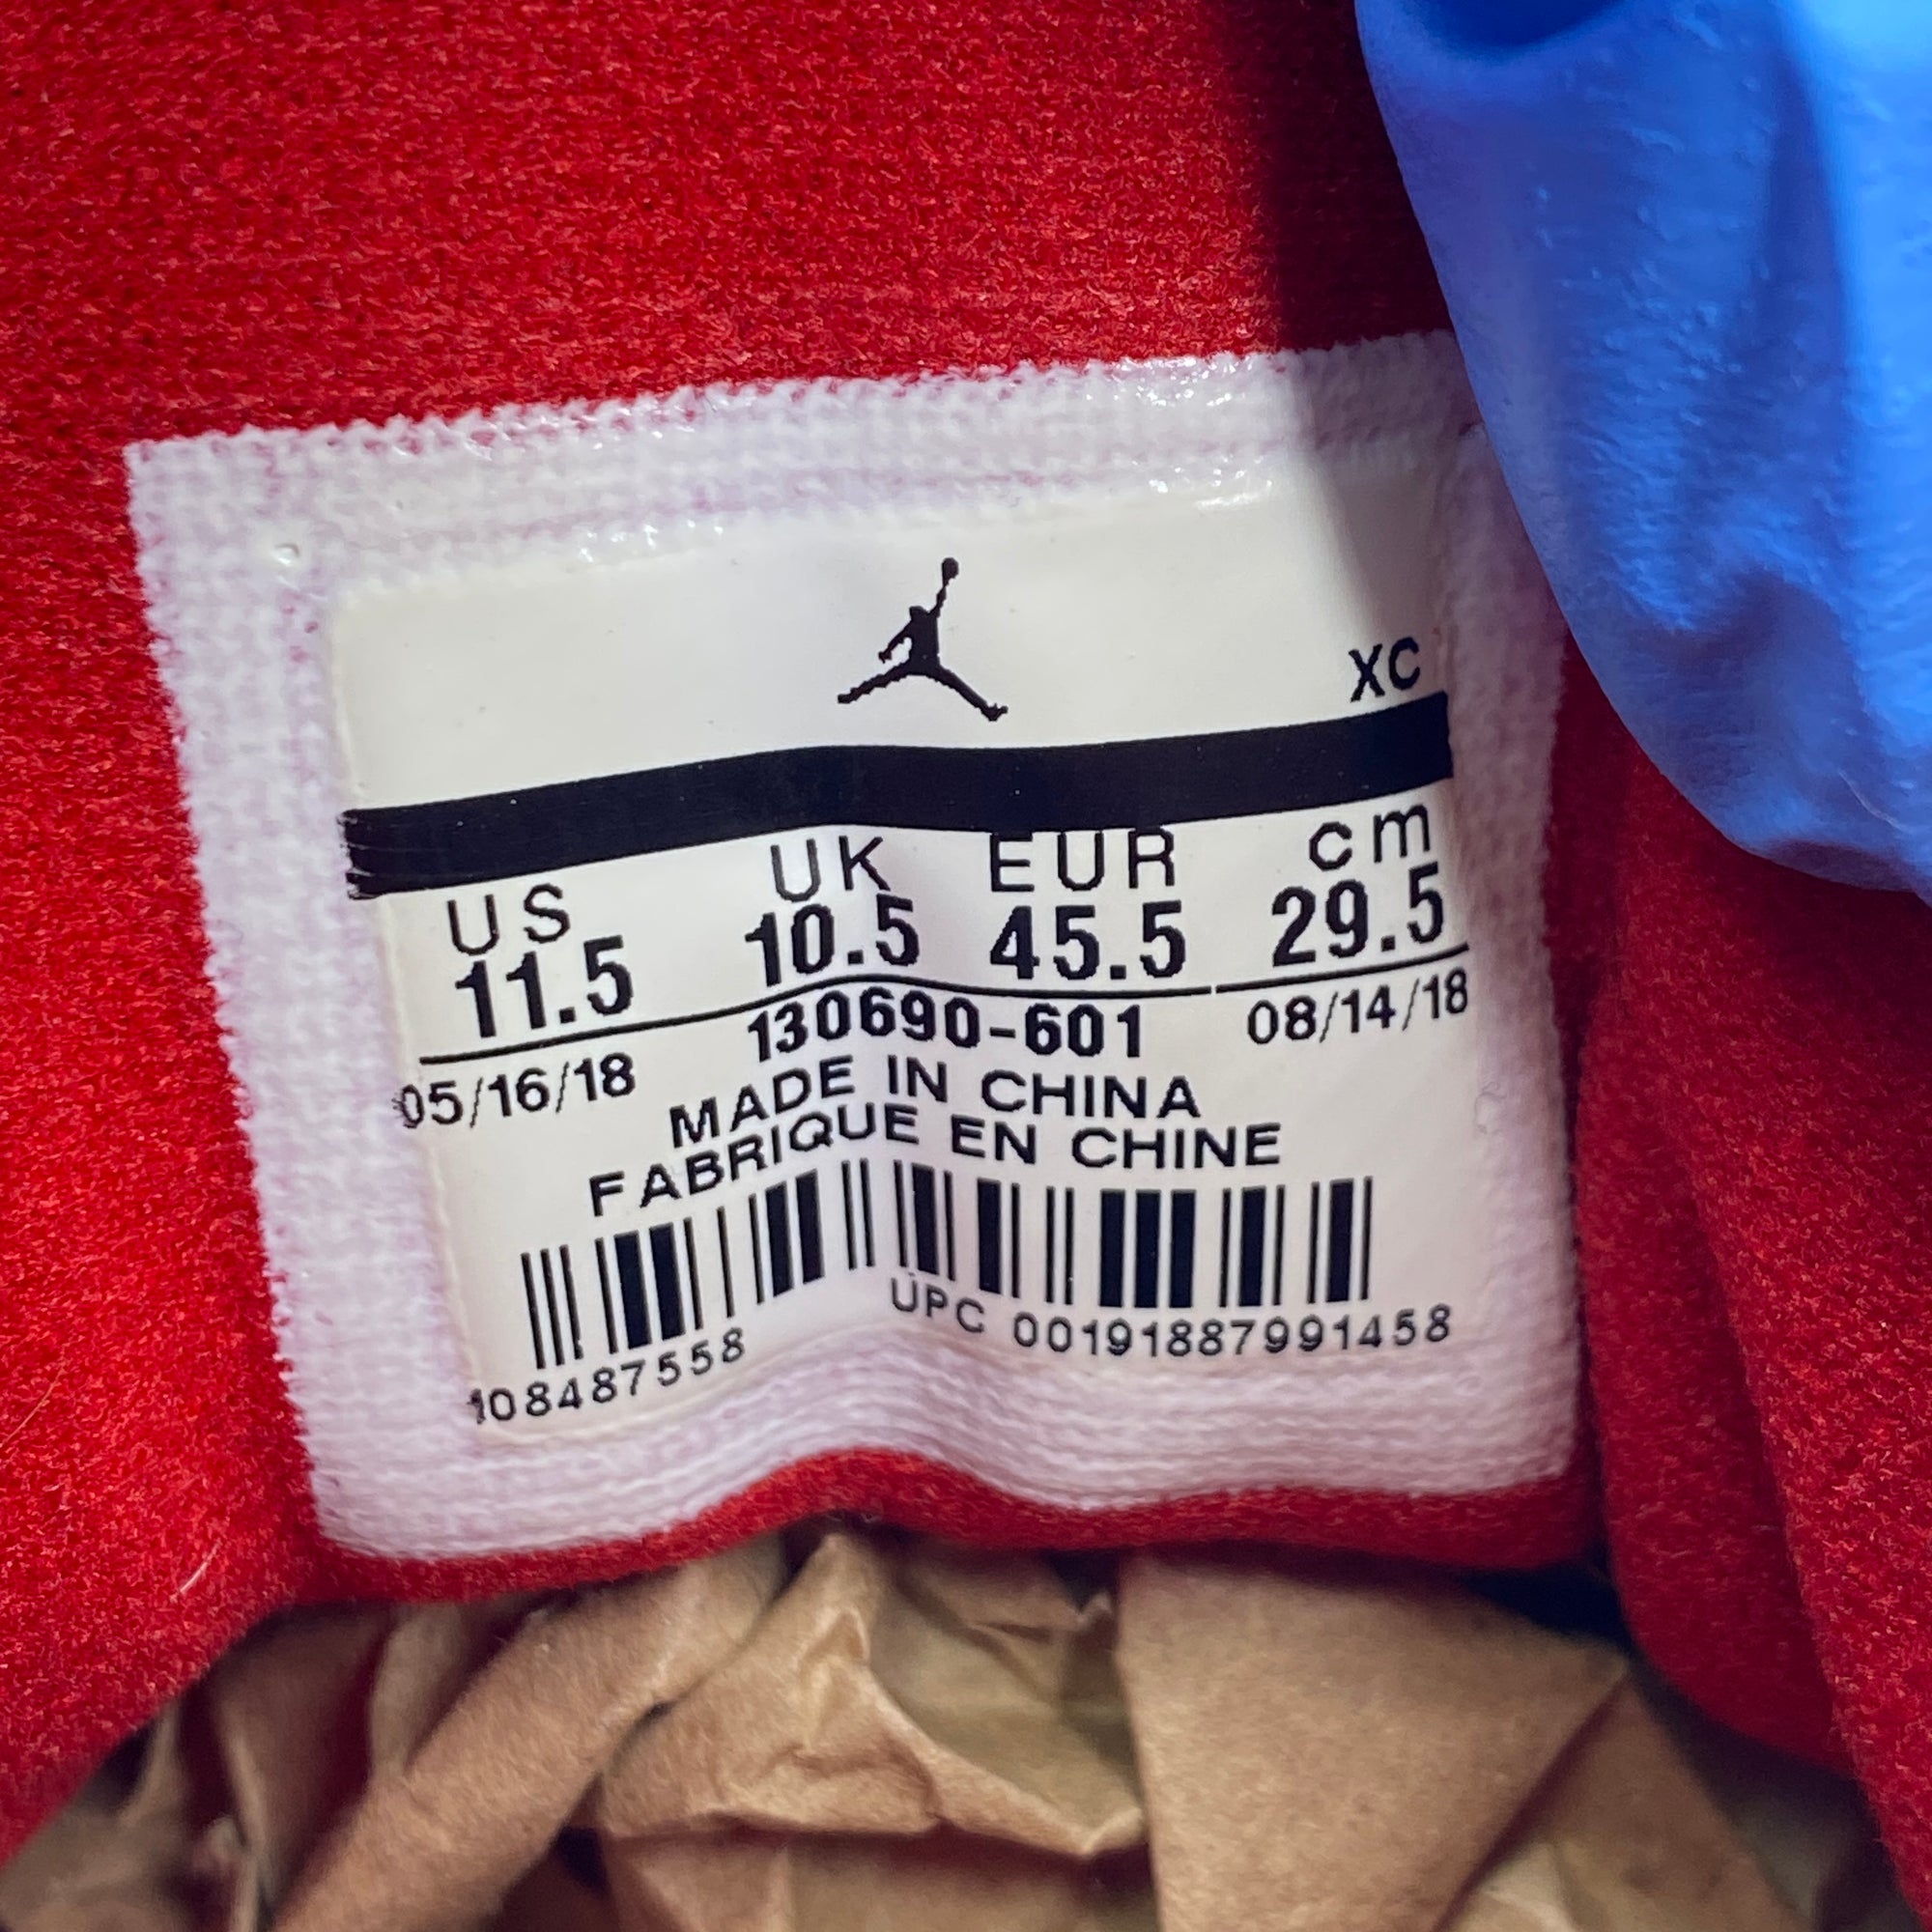 XC
US UK EUR cm
11.5 10.5 45.5 29.5
05/16/18 130690-601 08/14/18
MADE IN CHINA
FABRIQUE EN CHINE
108487558 UPC 00191887991458